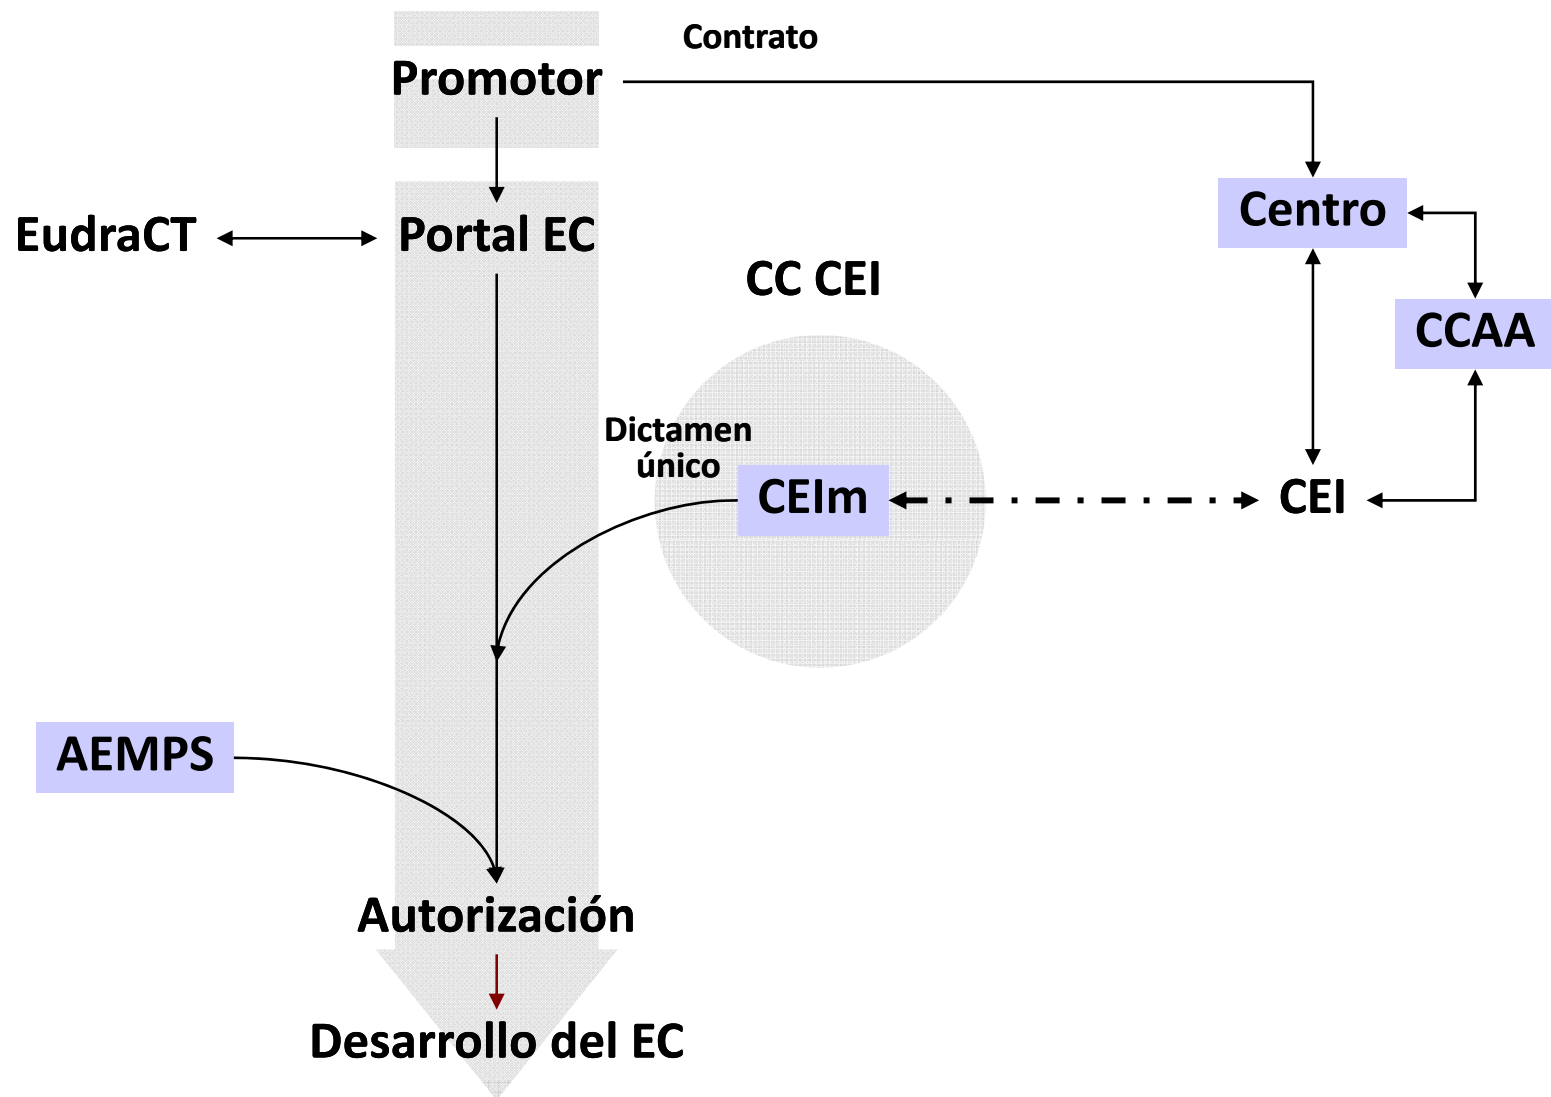 Contrato
Promotor
Centro
EudraCT
Portal EC
CC CEI
CCAA
Dictamen
único
CEIm
CEI
AEMPS
Autorización
Desarrollo del EC